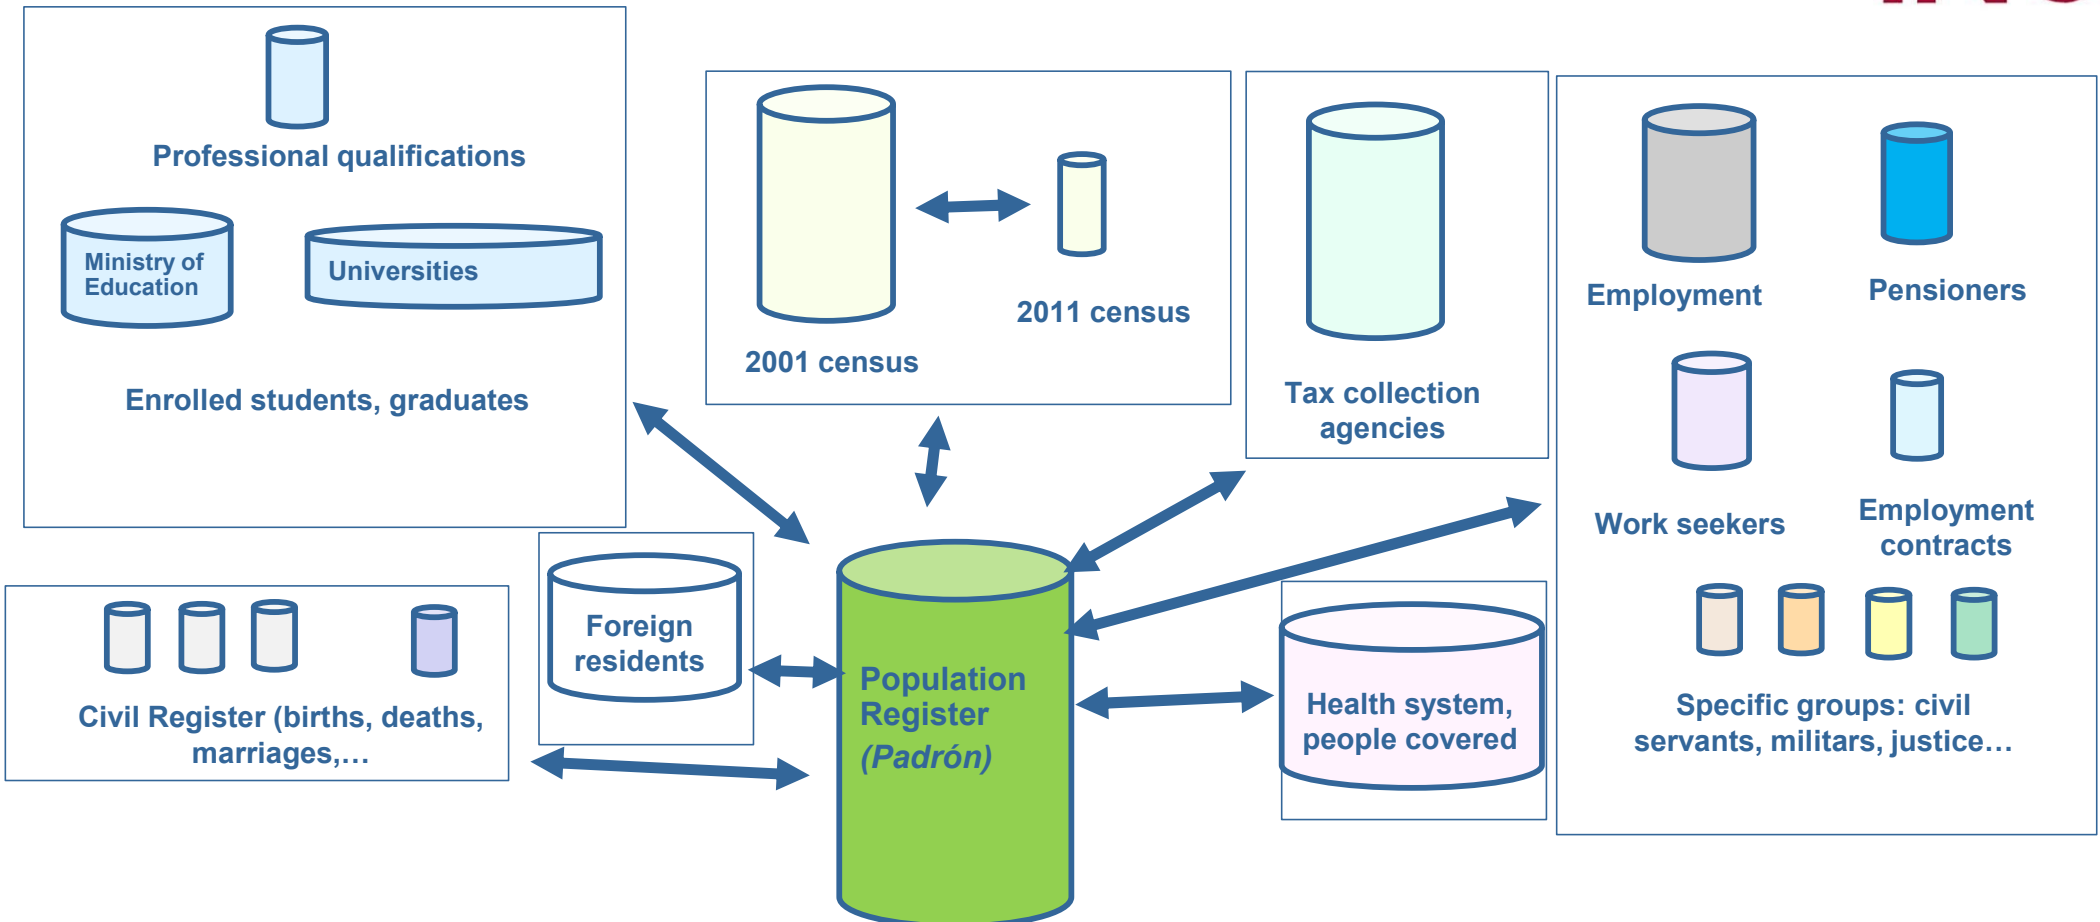 Professional qualifications
Ministry of
Education
Universities
Enrolled students, graduates
2001 census
2011 census
Tax collection
agencies
Employment
Pensioners
Work seekers
Employment
contracts
Specific groups: civil
servants, militars, justice…
Civil Register (births, deaths,
marriages,…
Foreign
residents
Population
Register
(Padrón)
Health system,
people covered